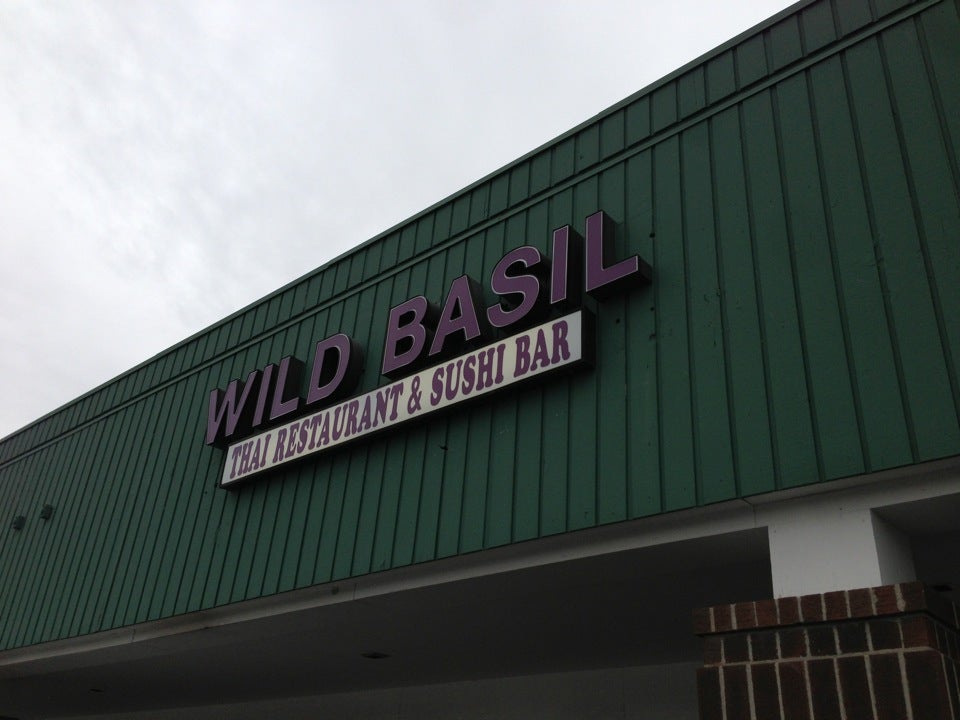 WILD BASIL
THAI RESTAURANT & SUSHI BAR